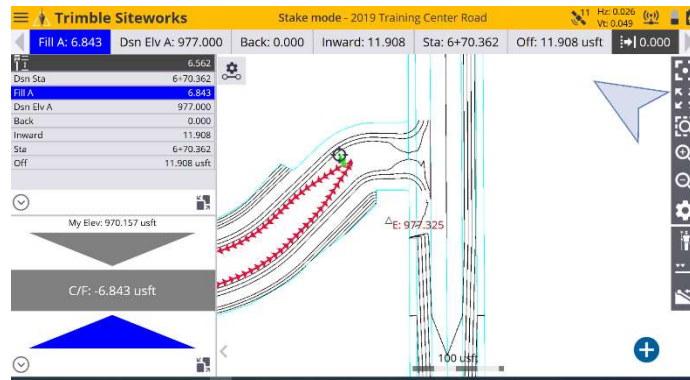 Trimble Siteworks
Stake mode - 2019 Training Center Road
11
Hz: 0.026
Vt: 0.049
Fill A: 6.843
Dsn Elv A: 977.000
Back: 0.000
Inward: 11.908
Sta: 6+70.362
Off: 11.908 usft
0.000
6.562
Dsn Sta 6+70.362
Fill A 6.843
Dsn Elv A 977.000
Back 0.000
Inward 11.908
Sta 6+70.362
Off 11.908 usft
My Elev: 970.157 usft
C/F: -6.843 usft
E: 977.325
100 usft